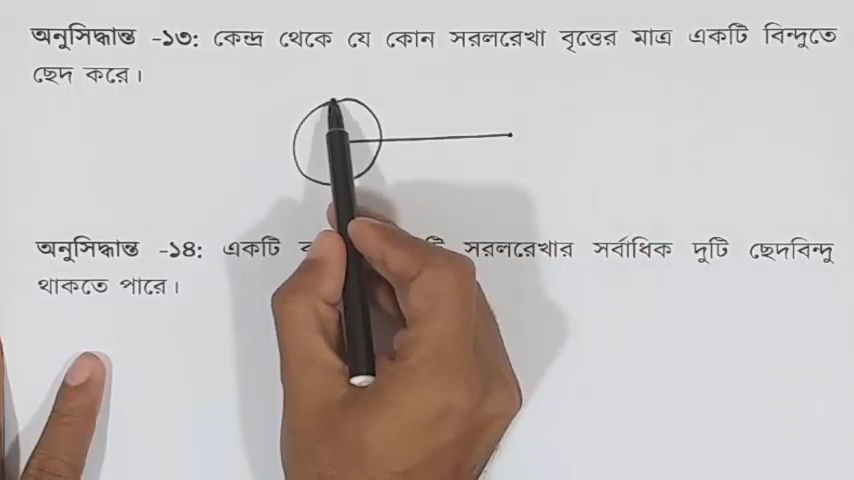 অনুসিদ্ধান্ত -১৩: কেন্দ্র থেকে যে কোন সরলরেখা বৃত্তের মাত্র একটি বিন্দুতে
ছেদ করে।
অনুসিদ্ধান্ত -১৪: একটি সরলরেখার সর্বাধিক দুটি ছেদবিন্দু
থাকতে পারে।